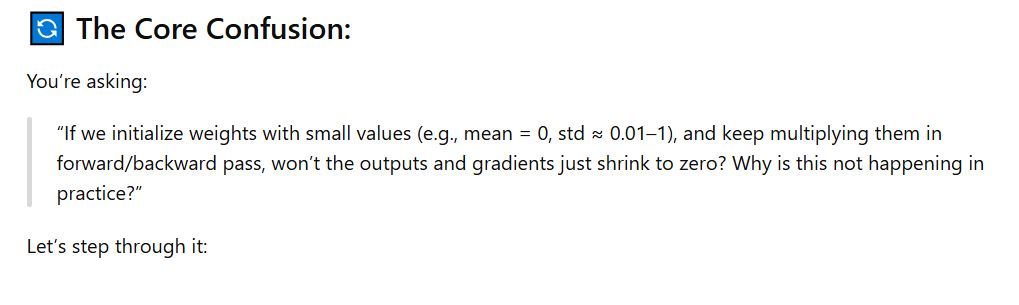 🔄 The Core Confusion:
You’re asking:
“If we initialize weights with small values (e.g., mean = 0, std ≈ 0.01–1), and keep multiplying them in
forward/backward pass, won’t the outputs and gradients just shrink to zero? Why is this not happening in
practice?”
Let’s step through it: